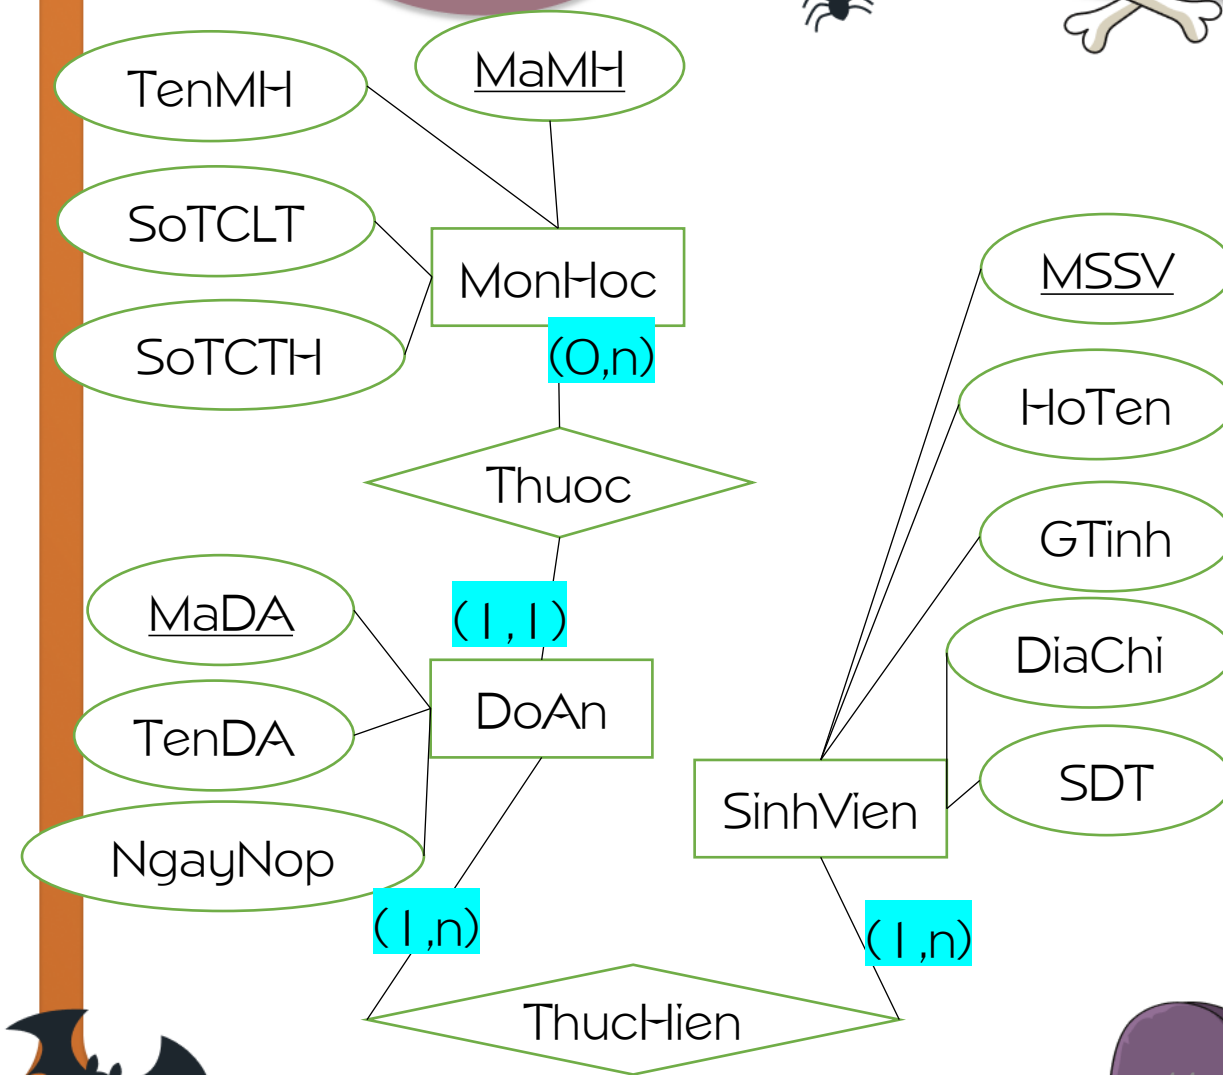 MaMH
TenMH
SoTCLT
MonHoc
SoTCTH
(0,n)
Thuoc
MaDA
(1,1)
TenDA
DoAn
NgayNop
(1,n)
MSSV
HoTen
GTinh
DiaChi
SDT
SinhVien
(1,n)
ThucHien